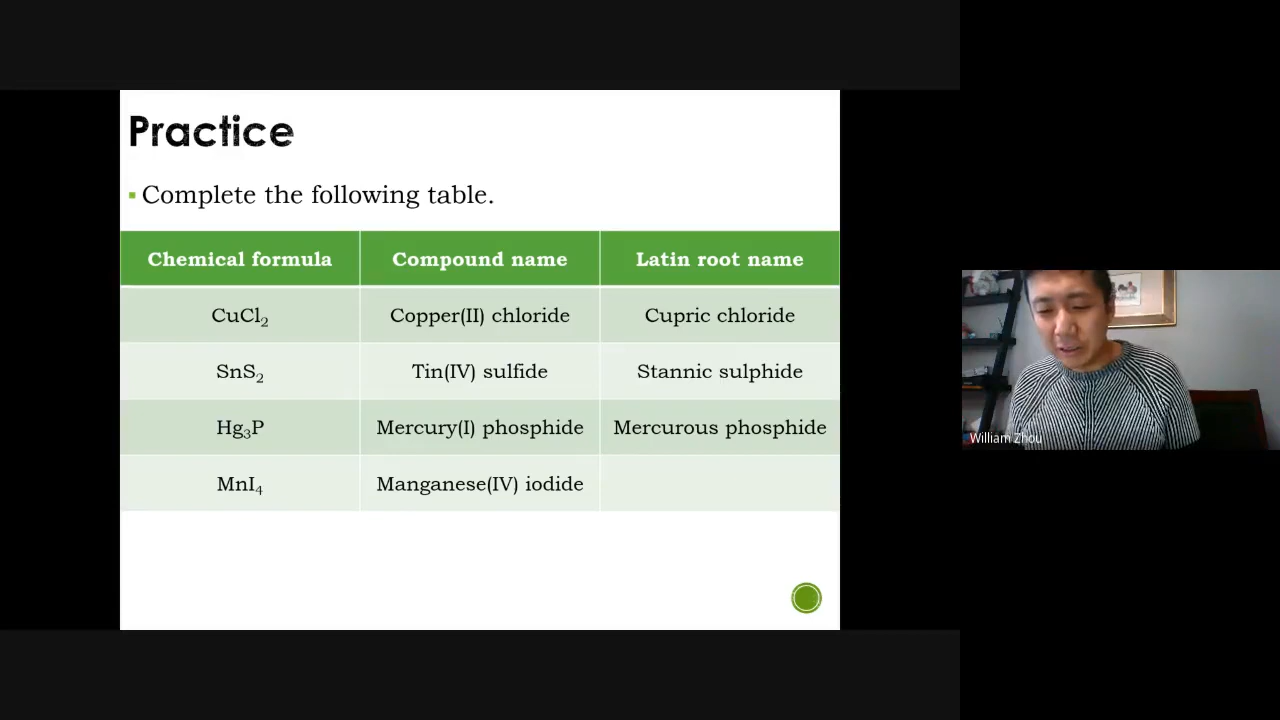 Practice
▪ Complete the following table.
Chemical formula Compound name Latin root name
CuCl₂ Copper(II) chloride Cupric chloride
SnS₂ Tin(IV) sulfide Stannic sulphide
Hg₃P Mercury(I) phosphide Mercurous phosphide
MnI₄ Manganese(IV) iodide
William Zhou